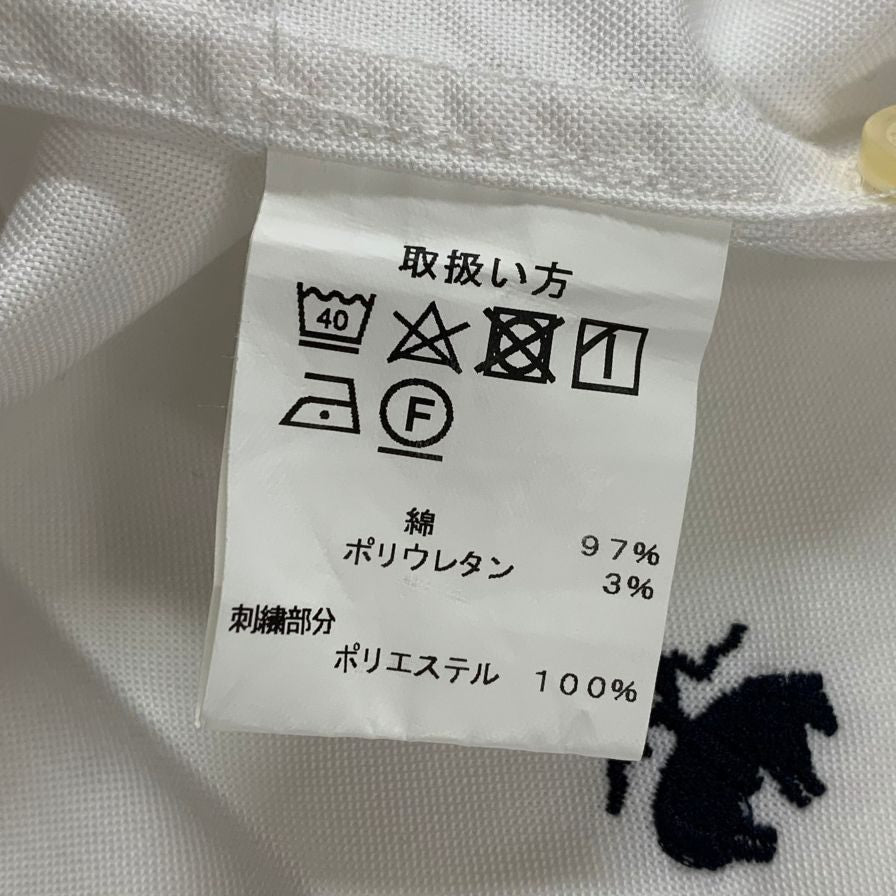 取扱い方
40
F
綿 97%
ポリウレタン 3%
刺繍部分
ポリエステル 100%